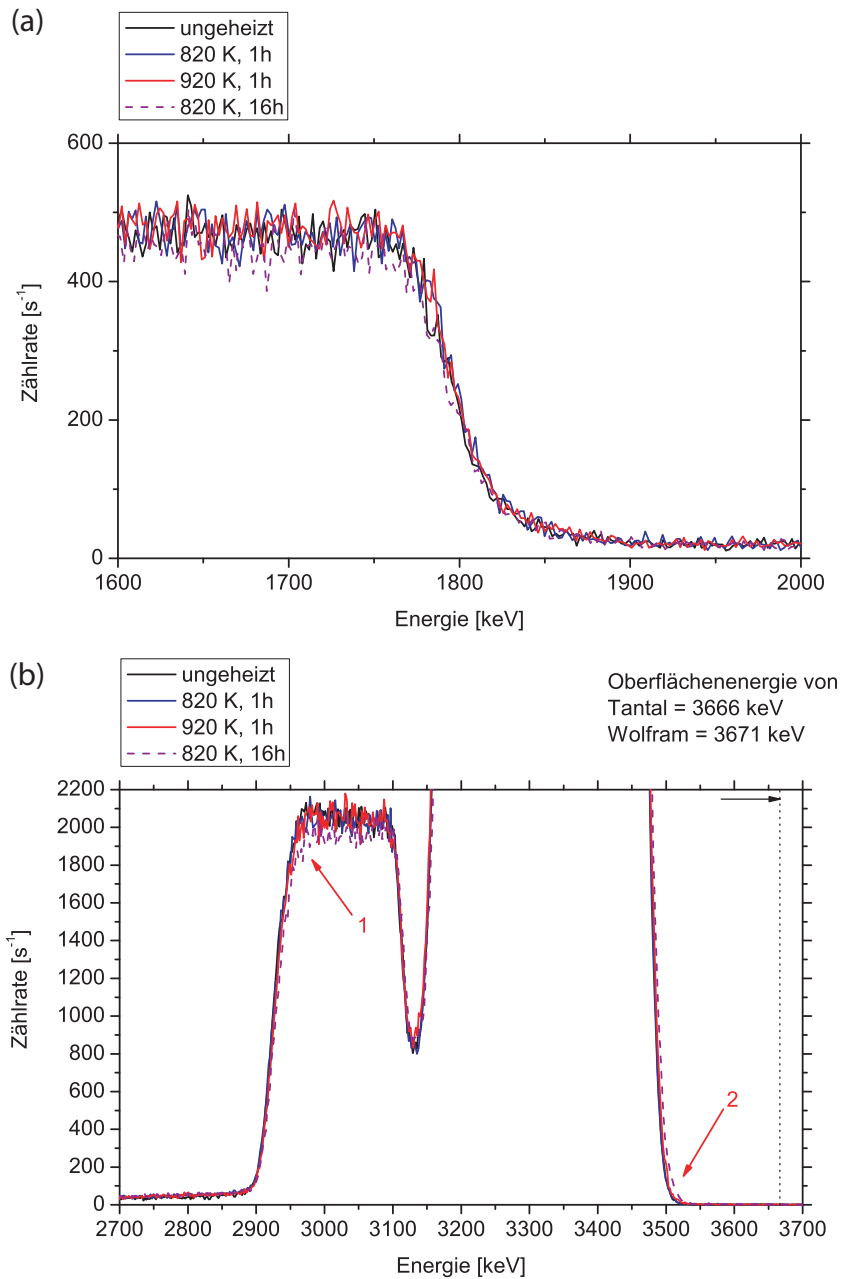 (a)
ungeheizt
820 K, 1h
920 K, 1h
820 K, 16h
600
400
200
0
Zählrate [s⁻¹]
1600 1700 1800 1900 2000
Energie [keV]
(b)
ungeheizt
820 K, 1h
920 K, 1h
820 K, 16h
Oberflächenenergie von
Tantal = 3666 keV
Wolfram = 3671 keV
2200
2000
1800
1600
1400
1200
1000
800
600
400
200
0
Zählrate [s⁻¹]
1
2
2700 2800 2900 3000 3100 3200 3300 3400 3500 3600 3700
Energie [keV]